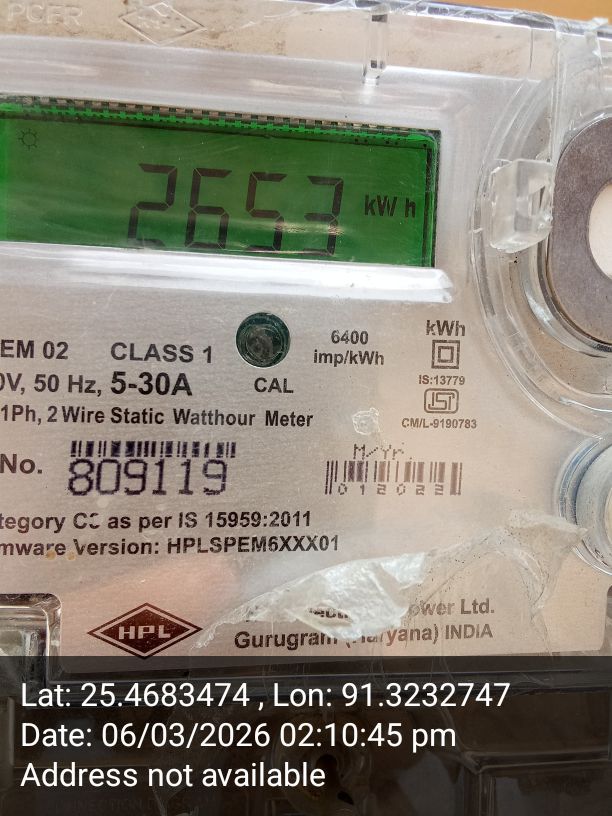 2653 kWh
EM 02 CLASS 1
0V, 50 Hz, 5-30A
CAL
6400
imp/kWh
kWh
IS:13779
ISI
CM/L-9190783
1Ph, 2 Wire Static Watthour Meter
No. 809119
M/Yr.
012022
tegory C as per IS 15959:2011
mware Version: HPLSPEM6XXX01
HPL
ower Ltd.
Gurugram (Haryana) INDIA
Lat: 25.4683474 , Lon: 91.3232747
Date: 06/03/2026 02:10:45 pm
Address not available